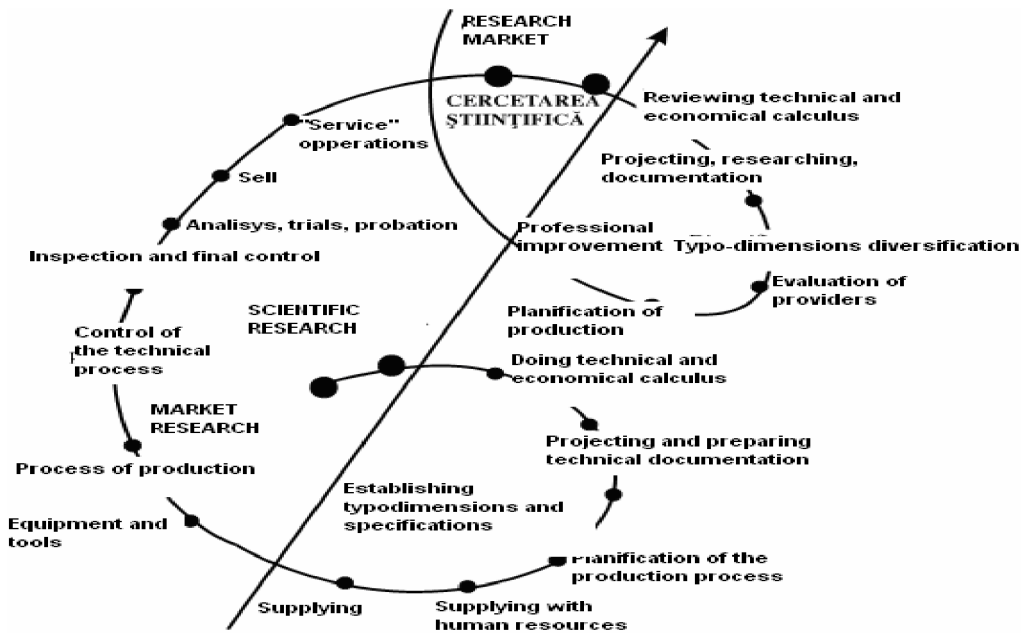 RESEARCH
MARKET
CERCETAREA
ŞTIINŢIFICĂ
Reviewing technical and
economical calculus
"Service"
opperations
Projecting, researching,
documentation
Sell
Analisys, trials, probation
Professional
improvement
Typo-dimensions diversification
Inspection and final control
Evaluation of
providers
SCIENTIFIC
RESEARCH
Planification of
production
Control of
the technical
process
Doing technical and
economical calculus
MARKET
RESEARCH
Projecting and preparing
technical documentation
Process of production
Establishing
typodimensions and
specifications
Equipment and
tools
Planification of the
production process
Supplying
Supplying with
human resources